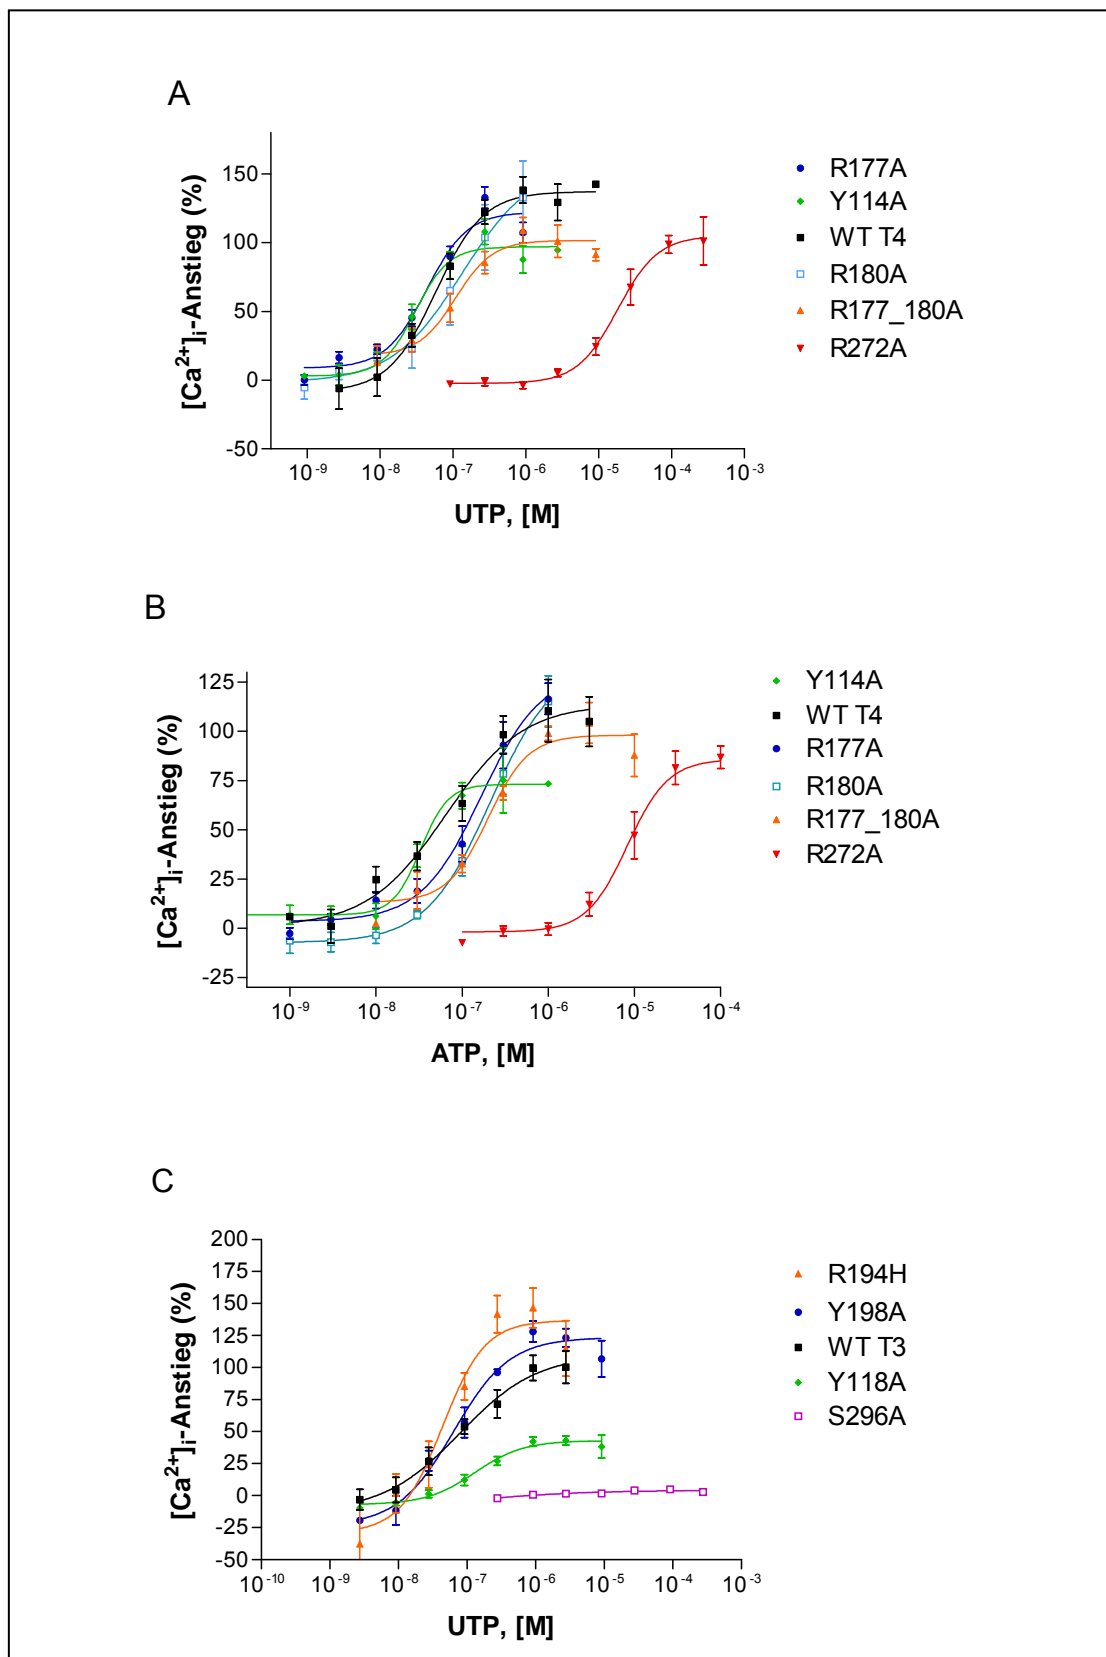 A
[Ca²⁺]ᵢ-Anstieg (%)
150
100
50
0
-50
10⁻⁹ 10⁻⁸ 10⁻⁷ 10⁻⁶ 10⁻⁵ 10⁻⁴ 10⁻³
UTP, [M]
R177A
Y114A
WT T4
R180A
R177_180A
R272A
B
[Ca²⁺]ᵢ-Anstieg (%)
125
100
75
50
25
0
-25
10⁻⁹ 10⁻⁸ 10⁻⁷ 10⁻⁶ 10⁻⁵ 10⁻⁴
ATP, [M]
Y114A
WT T4
R177A
R180A
R177_180A
R272A
C
[Ca²⁺]ᵢ-Anstieg (%)
200
175
150
125
100
75
50
25
0
-25
-50
10⁻¹⁰ 10⁻⁹ 10⁻⁸ 10⁻⁷ 10⁻⁶ 10⁻⁵ 10⁻⁴ 10⁻³
UTP, [M]
R194H
Y198A
WT T3
Y118A
S296A